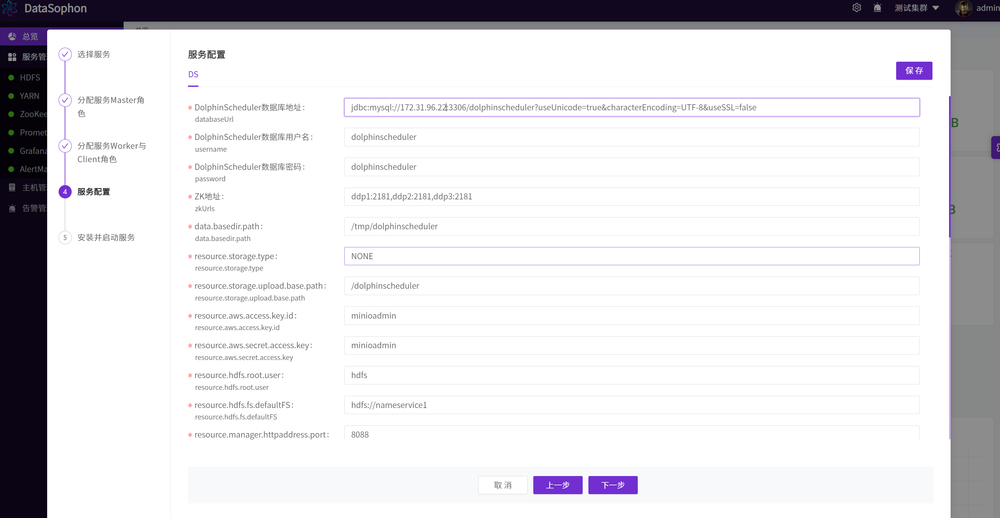 DataSophon
测试集群
admin
总览
总览
服务管
HDFS
YARN
ZooKee
Promet
Grafana
AlertMa
主机管
告警管
选择服务
分配服务Master角
色
分配服务Worker与
Client角色
4
服务配置
5
安装并启动服务
服务配置
DS
保 存
* DolphinScheduler数据库地址：
databaseUrl
jdbc:mysql://172.31.96.22:3306/dolphinscheduler?useUnicode=true&characterEncoding=UTF-8&useSSL=false
* DolphinScheduler数据库用户名：
username
dolphinscheduler
* DolphinScheduler数据库密码：
password
dolphinscheduler
* ZK地址：
zkUrls
ddp1:2181,ddp2:2181,ddp3:2181
* data.basedir.path：
data.basedir.path
/tmp/dolphinscheduler
* resource.storage.type：
resource.storage.type
NONE
* resource.storage.upload.base.path：
resource.storage.upload.base.path
/dolphinscheduler
* resource.aws.access.key.id：
resource.aws.access.key.id
minioadmin
* resource.aws.secret.access.key：
resource.aws.secret.access.key
minioadmin
* resource.hdfs.root.user：
resource.hdfs.root.user
hdfs
* resource.hdfs.fs.defaultFS：
resource.hdfs.fs.defaultFS
hdfs://nameservice1
* resource.manager.httpaddress.port：
8088
取 消
上一步
下一步
B
B